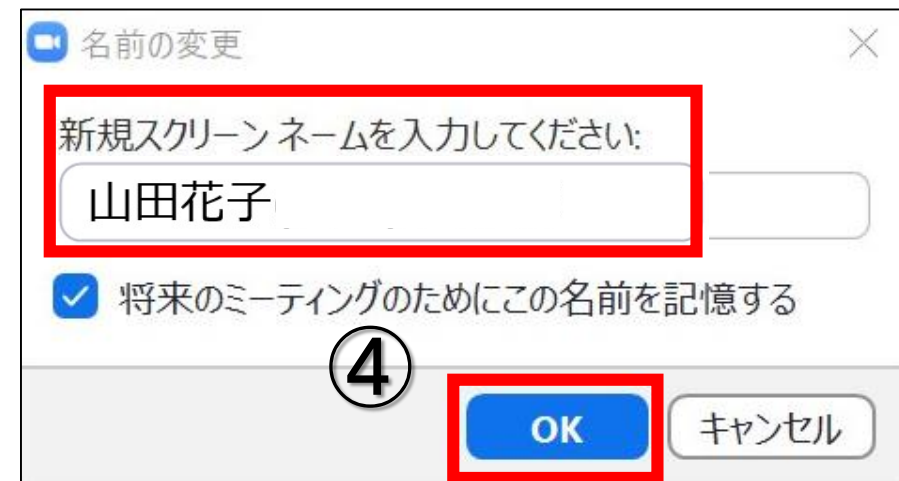 名前の変更
新規スクリーン ネームを入力してください:
山田花子
将来のミーティングのためにこの名前を記憶する
④
OK キャンセル